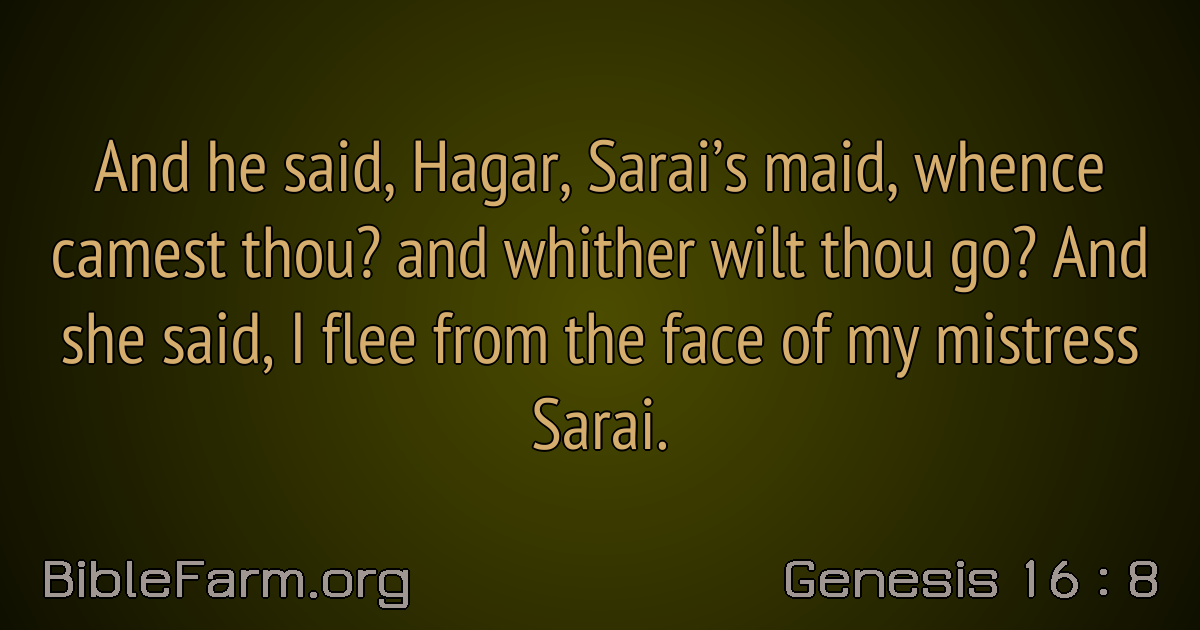 And he said, Hagar, Sarai’s maid, whence
camest thou? and whither wilt thou go? And
she said, I flee from the face of my mistress
Sarai.
BibleFarm.org
Genesis 16 : 8